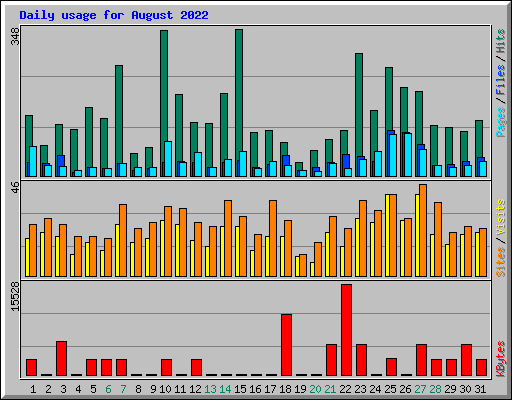 Daily usage for August 2022
348
Pages / Files / Hits
46
Sites / Visits
15528
KBytes
1 2 3 4 5 6 7 8 9 10 11 12 13 14 15 16 17 18 19 20 21 22 23 24 25 26 27 28 29 30 31